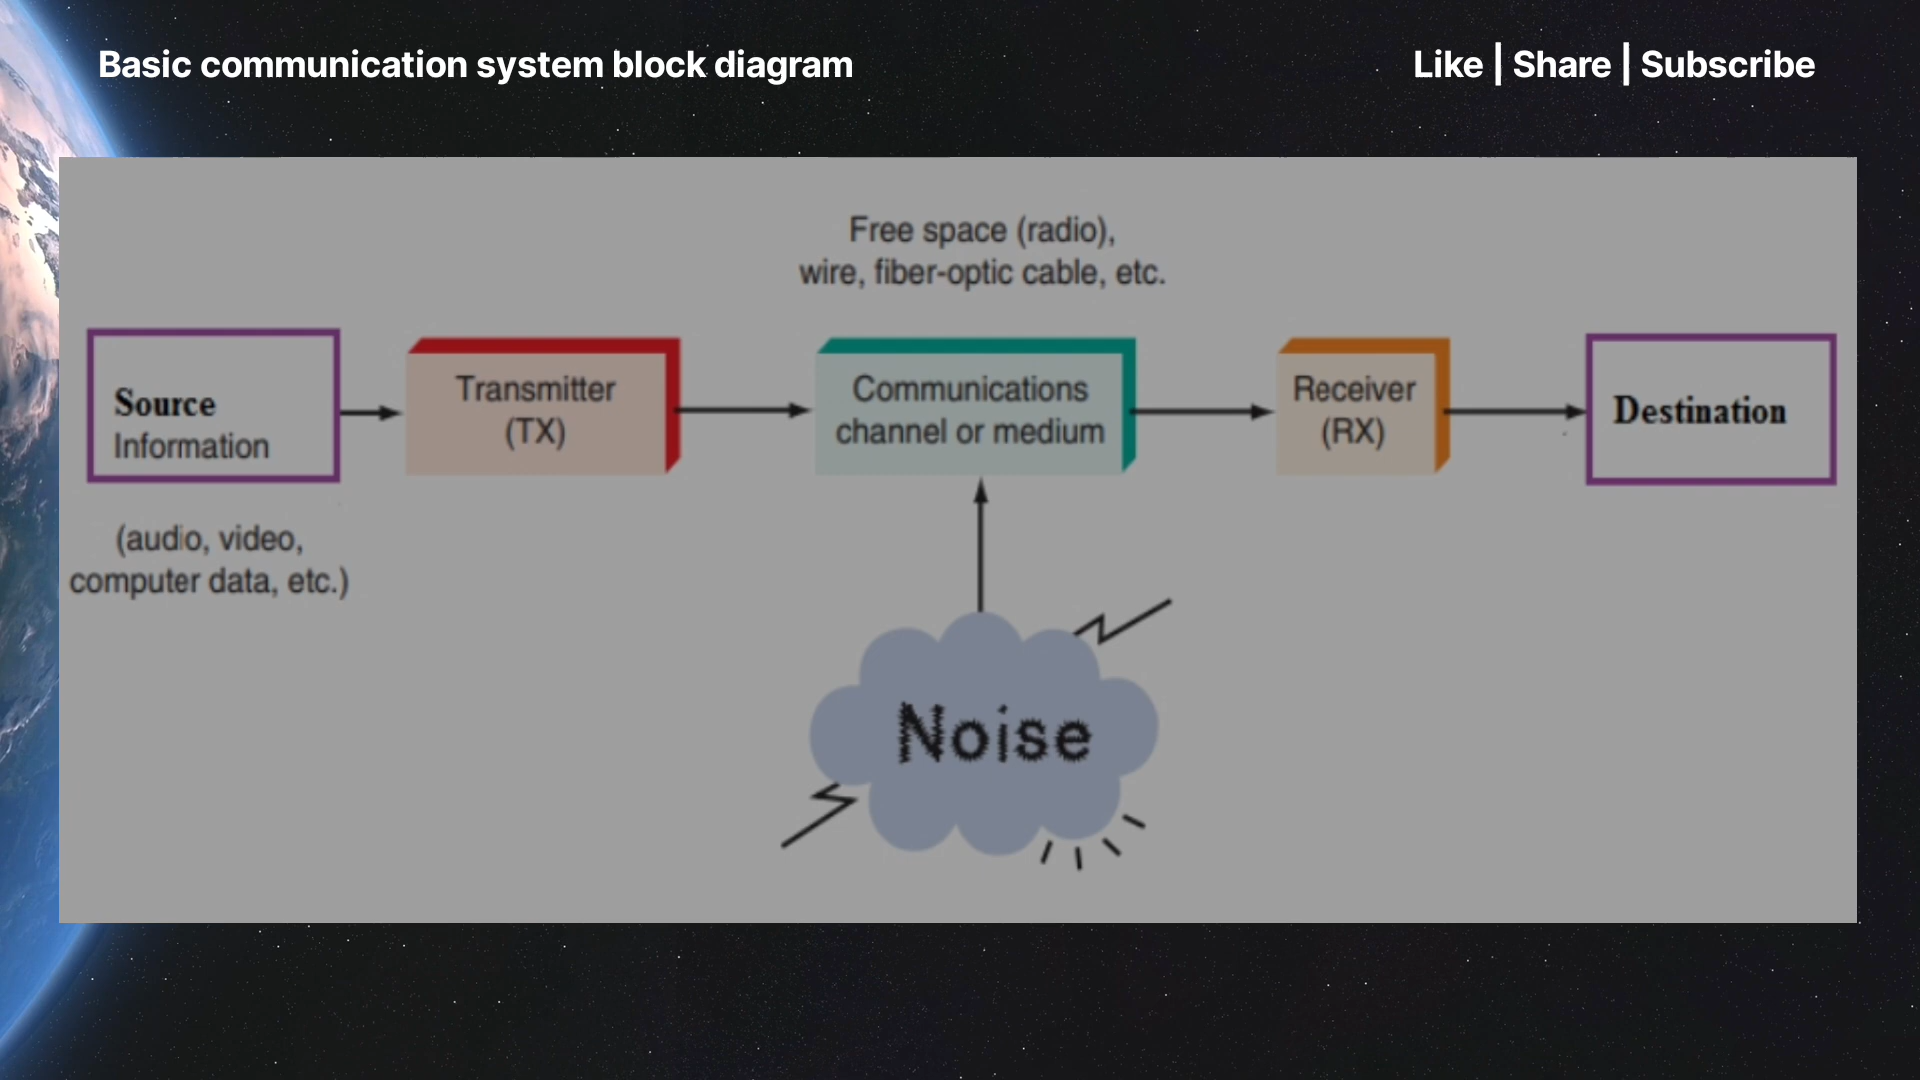 Basic communication system block diagram
Like | Share | Subscribe
Free space (radio),
wire, fiber-optic cable, etc.
Source
Information
Transmitter
(TX)
Communications
channel or medium
Receiver
(RX)
Destination
(audio, video,
computer data, etc.)
Noise